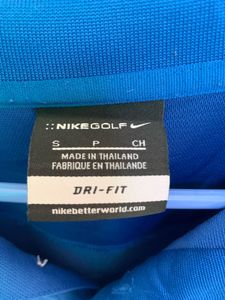 NIKEGOLF
S P CH
MADE IN THAILAND
FABRIQUE EN THAILANDE
DRI-FIT
nikebetterworld.com